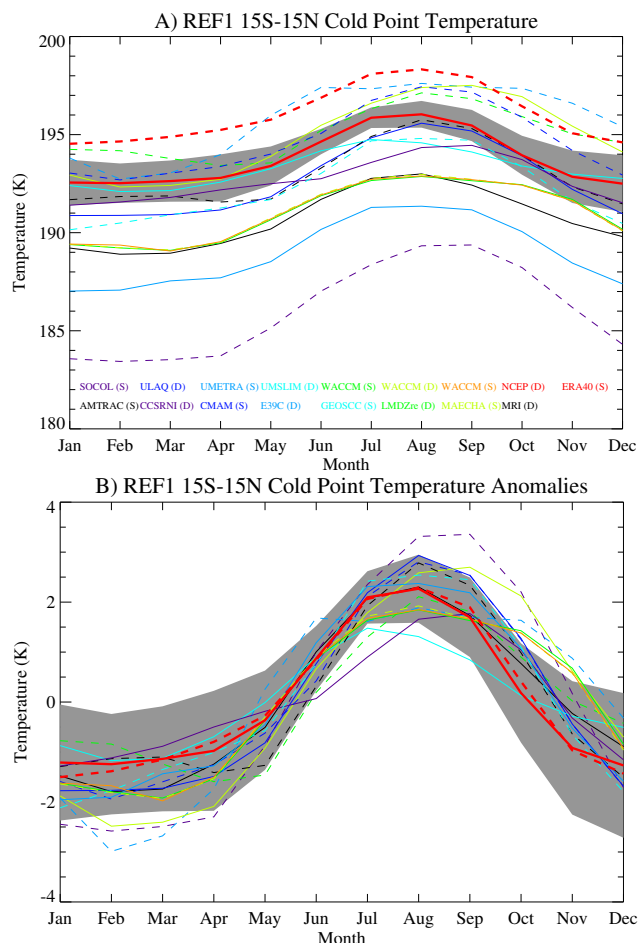 A) REF1 15S-15N Cold Point Temperature
200
195
190
185
180
Temperature (K)
SOCOL (S) ULAQ (D) UMETRA (S) UMSLIM (D) WACCM (S) WACCM (D) WACCM (S) NCEP (D) ERA40 (S)
AMTRAC (S) CCSRNI (D) CMAM (S) E39C (D) GEOSCC (S) LMDZre (D) MAECHA (S) MRI (D)
Jan Feb Mar Apr May Jun Jul Aug Sep Oct Nov Dec
Month
B) REF1 15S-15N Cold Point Temperature Anomalies
4
2
0
-2
-4
Temperature (K)
Jan Feb Mar Apr May Jun Jul Aug Sep Oct Nov Dec
Month